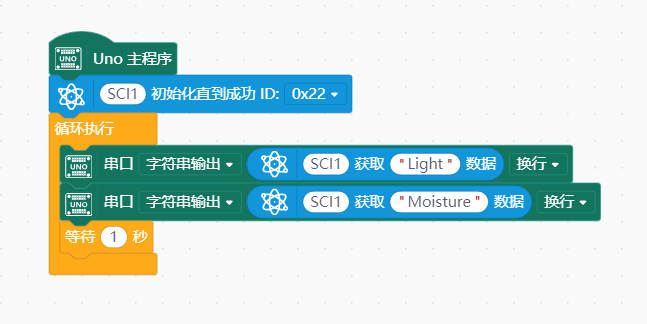 UNO Uno 主程序
SCI1 初始化直到成功 ID: 0x22
循环执行
UNO 串口 字符串输出 SCI1 获取 "Light" 数据 换行
UNO 串口 字符串输出 SCI1 获取 "Moisture" 数据 换行
等待 1 秒